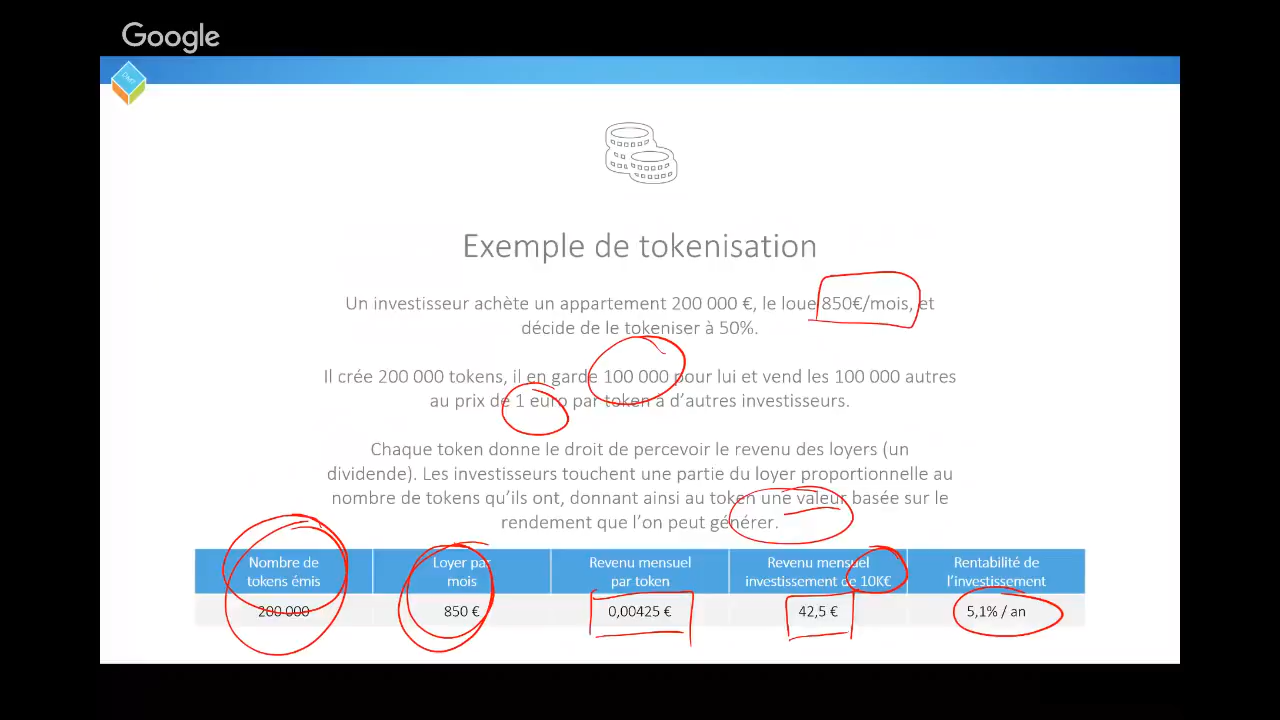 Google
Exemple de tokenisation
Un investisseur achète un appartement 200 000 €, le loue 850€/mois, et
décide de le tokeniser à 50%.
Il crée 200 000 tokens, il en garde 100 000 pour lui et vend les 100 000 autres
au prix de 1 euro par token à d'autres investisseurs.
Chaque token donne le droit de percevoir le revenu des loyers (un
dividende). Les investisseurs touchent une partie du loyer proportionnelle au
nombre de tokens qu'ils ont, donnant ainsi au token une valeur basée sur le
rendement que l'on peut générer.
Nombre de tokens émis
Loyer par mois
Revenu mensuel par token
Revenu mensuel investissement de 10K€
Rentabilité de l'investissement
200 000
850 €
0,00425 €
42,5 €
5,1% / an